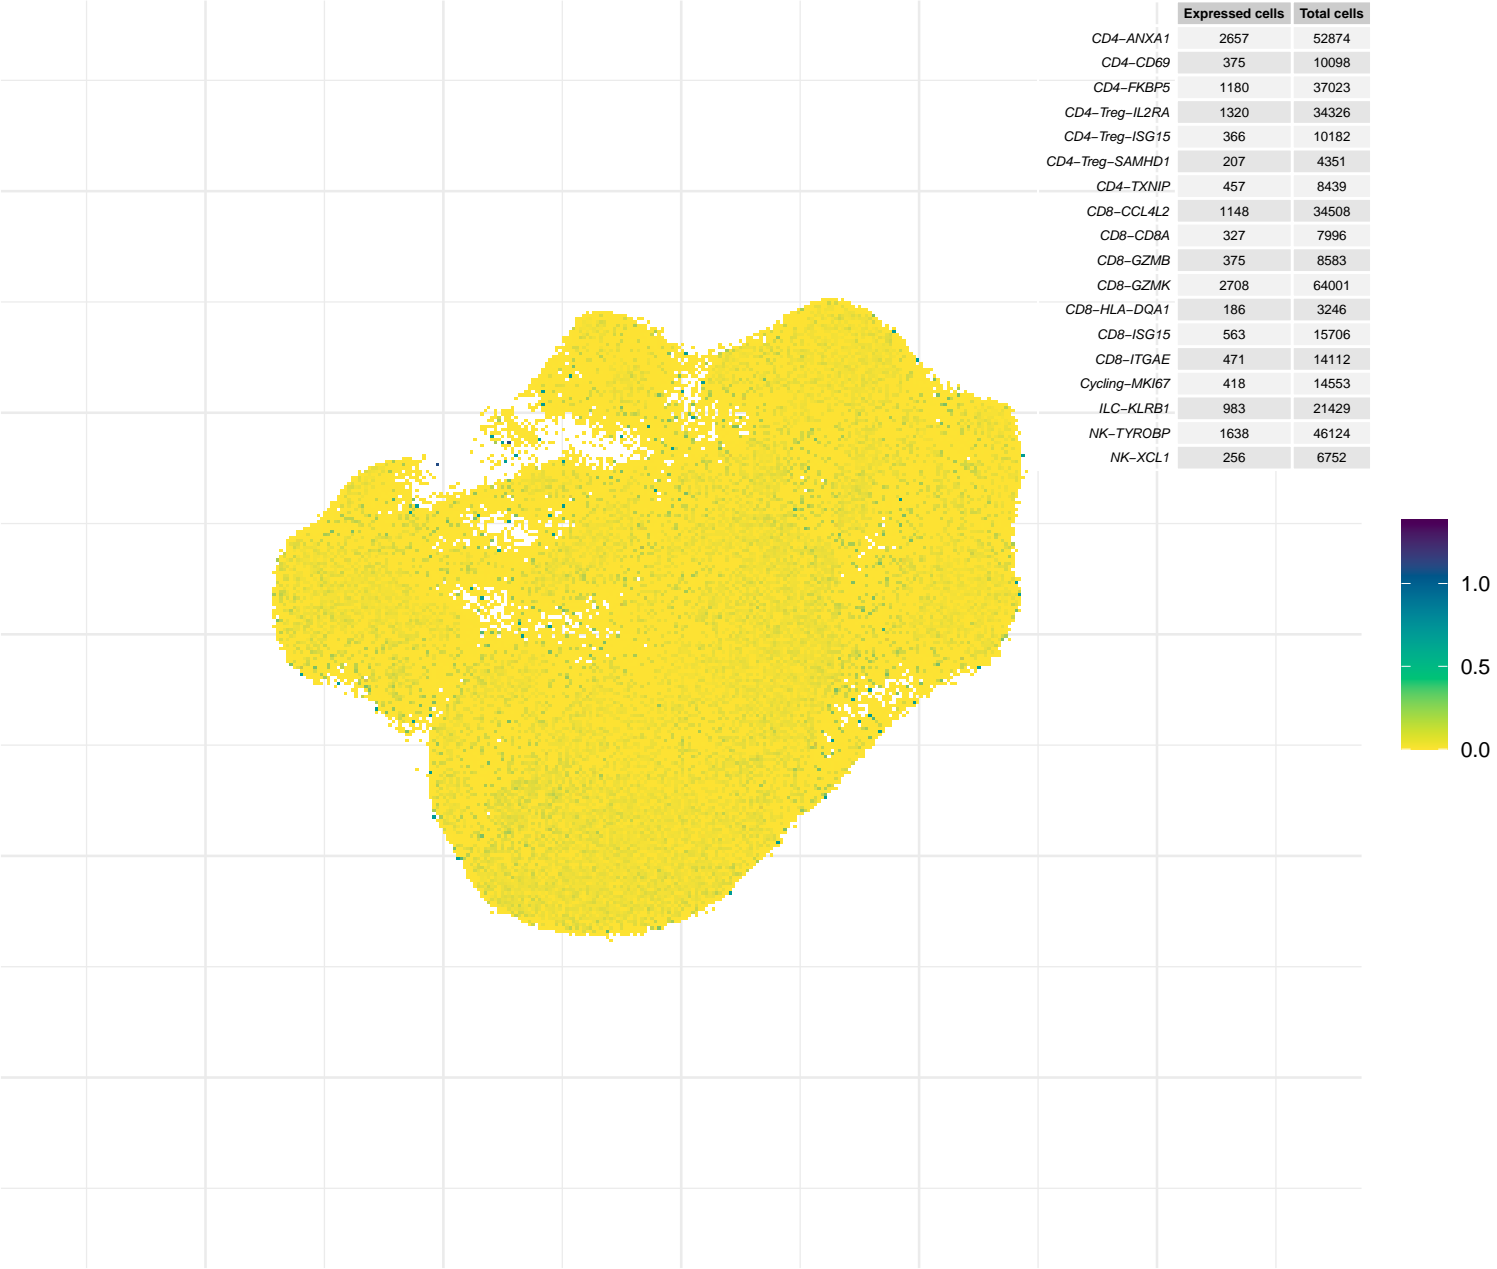 Expressed cells Total cells
CD4−ANXA1 2657 52874
CD4−CD69 375 10098
CD4−FKBP5 1180 37023
CD4−Treg−IL2RA 1320 34326
CD4−Treg−ISG15 366 10182
CD4−Treg−SAMHD1 207 4351
CD4−TXNIP 457 8439
CD8−CCL4L2 1148 34508
CD8−CD8A 327 7996
CD8−GZMB 375 8583
CD8−GZMK 2708 64001
CD8−HLA−DQA1 186 3246
CD8−ISG15 563 15706
CD8−ITGAE 471 14112
Cycling−MKI67 418 14553
ILC−KLRB1 983 21429
NK−TYROBP 1638 46124
NK−XCL1 256 6752
1.0
0.5
0.0